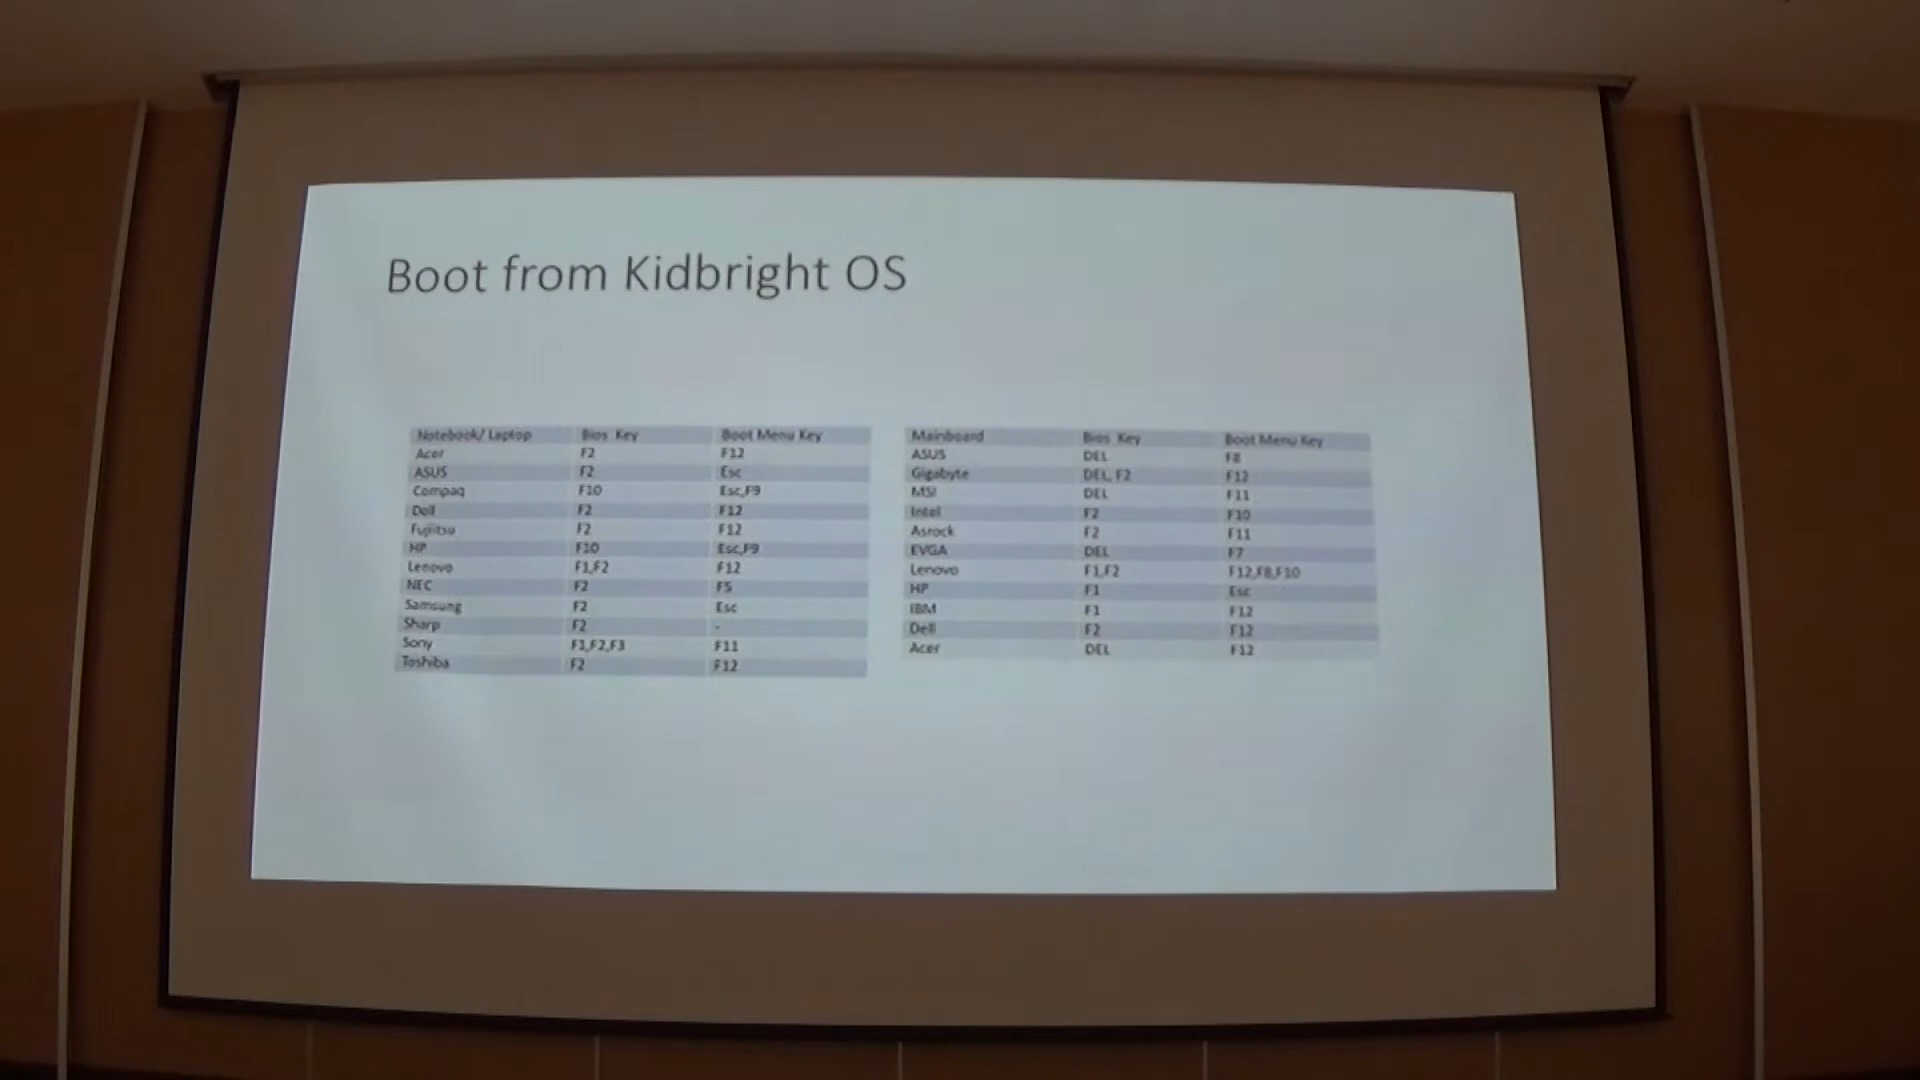 Boot from Kidbright OS
Notebook/ Laptop Bios Key Boot Menu Key
Acer F2 F12
ASUS F2 Esc
Compaq F10 Esc,F9
Dell F2 F12
Fujitsu F2 F12
HP F10 Esc,F9
Lenovo F1,F2 F12
NEC F2 F5
Samsung F2 Esc
Sharp F2 -
Sony F1,F2,F3 F11
Toshiba F2 F12
Mainboard Bios Key Boot Menu Key
ASUS DEL F8
Gigabyte DEL, F2 F12
MSI DEL F11
Intel F2 F10
Asrock F2 F11
EVGA DEL F7
Lenovo F1,F2 F12,F8,F10
HP F1 Esc
IBM F1 F12
Dell F2 F12
Acer DEL F12